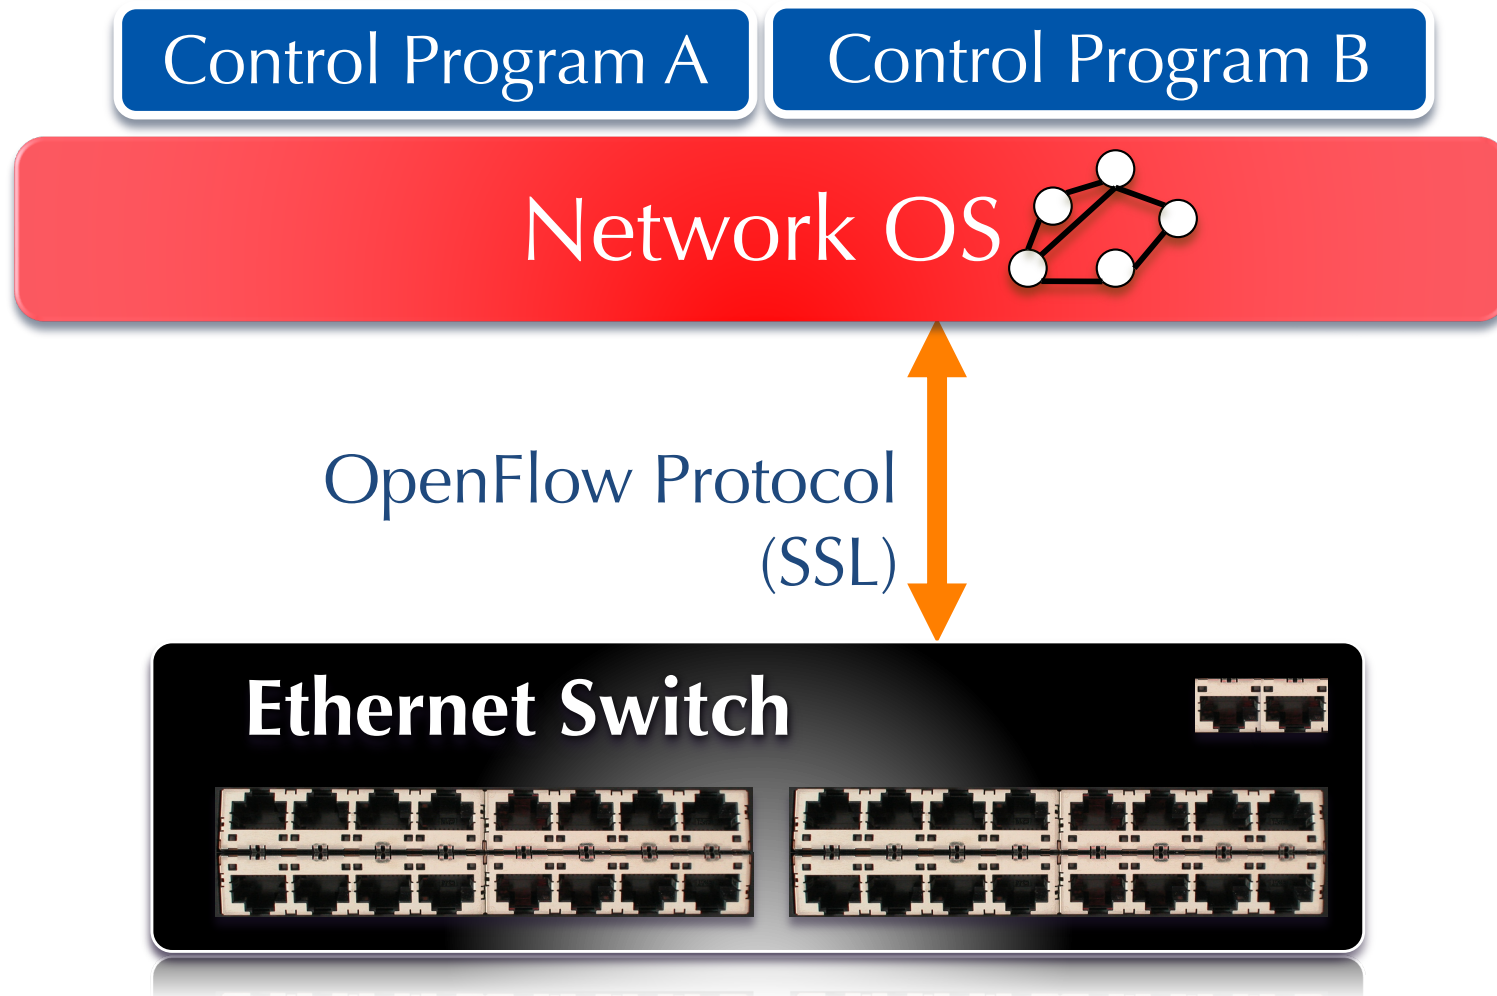 Control Program A
Control Program B
Network OS
OpenFlow Protocol
(SSL)
Ethernet Switch